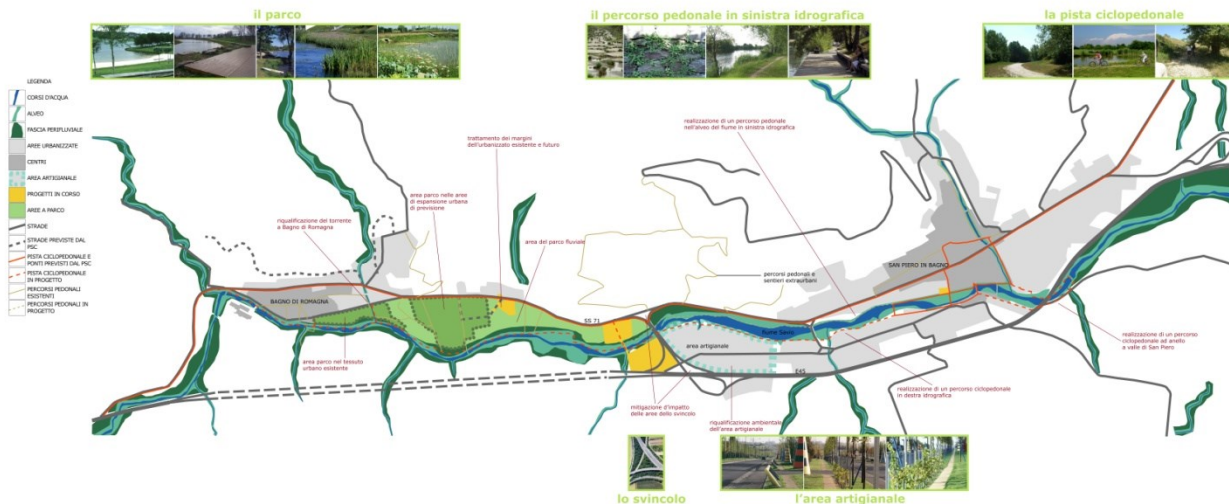 il parco
il percorso pedonale in sinistra idrografica
la pista ciclopedonale
LEGENDA
CORSI D'ACQUA
ALVEO
FASCIA PERIFLUVIALE
AREE URBANIZZATE
CENTRI
AREA ARTIGIANALE
PROGETTI IN CORSO
AREE A PARCO
STRADE
STRADE PREVISTE DAL
PSC
PISTA CICLOPEDONALE E
PONTI PREVISTI DAL PSC
PISTA CICLOPEDONALE
IN PROGETTO
PERCORSI PEDONALI
ESISTENTI
PERCORSI PEDONALI IN
PROGETTO
trattamento dei margini
dell'urbanizzato esistente e futuro
realizzazione di un percorso pedonale
nell'alveo del fiume in sinistra idrografica
area parco nelle aree
di espansione urbana
di previsione
riqualificazione del torrente
a Bagno di Romagna
area del parco fluviale
percorsi pedonali e
sentieri extraurbani
SAN PIERO IN BAGNO
BAGNO DI ROMAGNA
SS 71
fiume Savio
area artigianale
E45
area parco nel tessuto
urbano esistente
realizzazione di un percorso
ciclopedonale ad anello
a valle di San Piero
realizzazione di un percorso ciclopedonale
in destra idrografica
mitigazione d'impatto
delle aree dello svincolo
riqualificazione ambientale
dell'area artigianale
lo svincolo
l'area artigianale